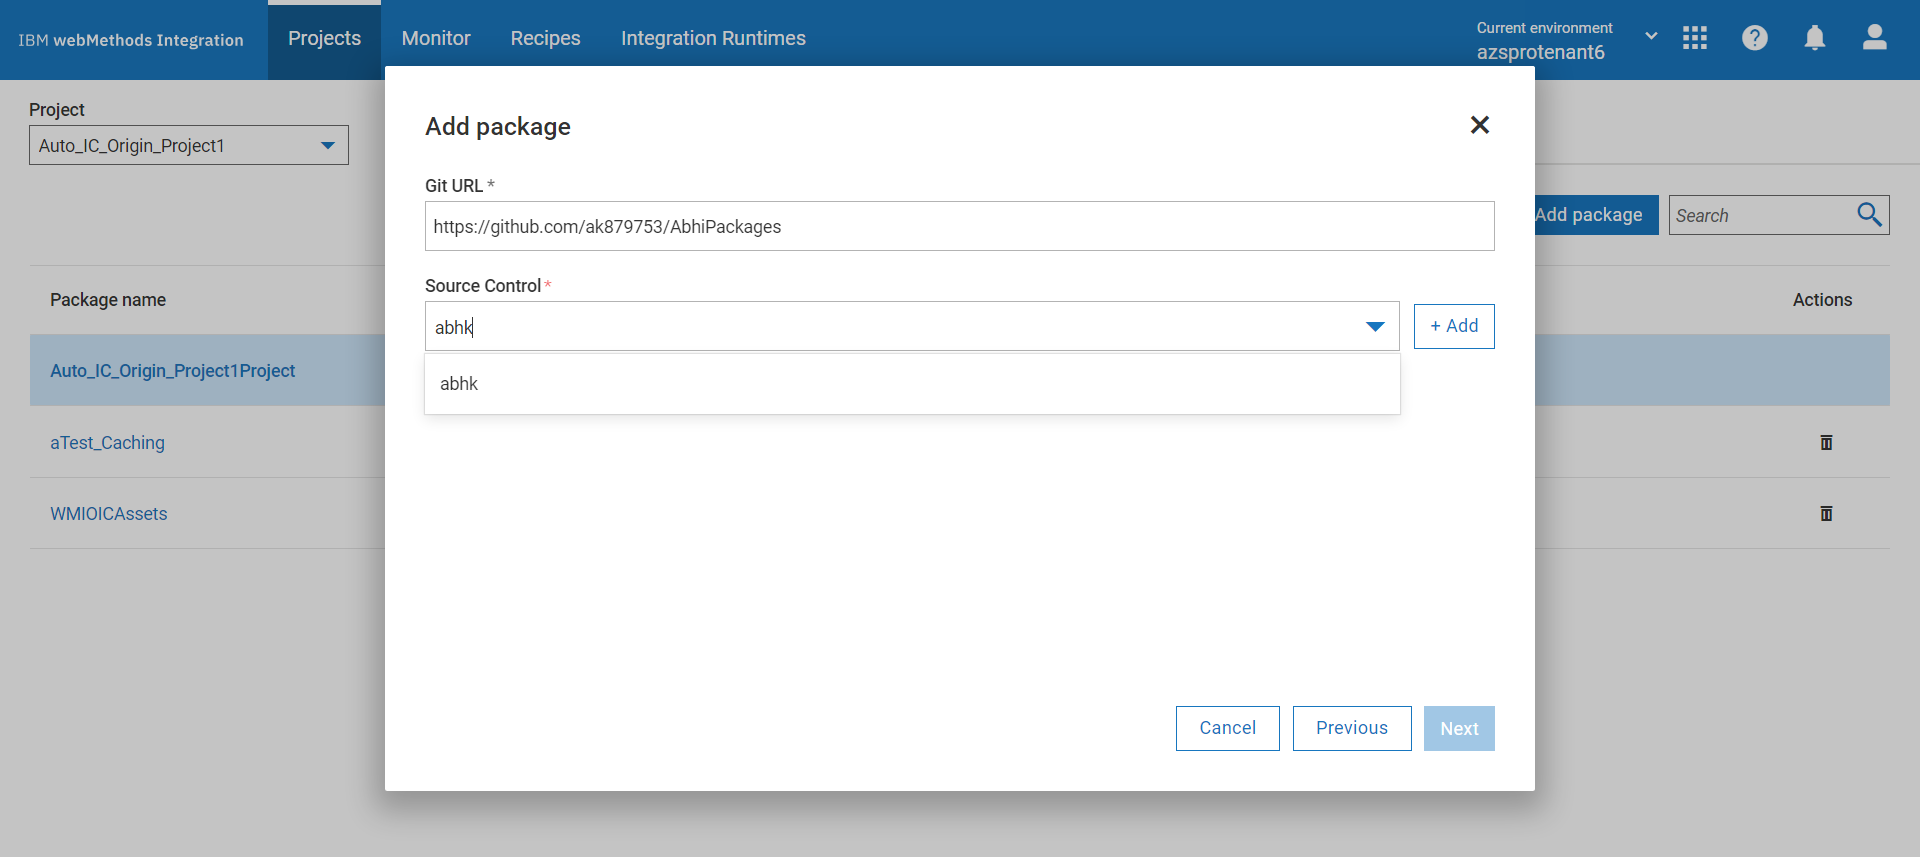 IBM webMethods Integration
Projects
Monitor
Recipes
Integration Runtimes
Current environment
azsprotenant6
Project
Auto_IC_Origin_Project1
Add package
Search
Package name
Actions
Auto_IC_Origin_Project1Project
aTest_Caching
WMIOICAssets
Add package
Git URL *
https://github.com/ak879753/AbhiPackages
Source Control *
abhk
+ Add
abhk
Cancel
Previous
Next